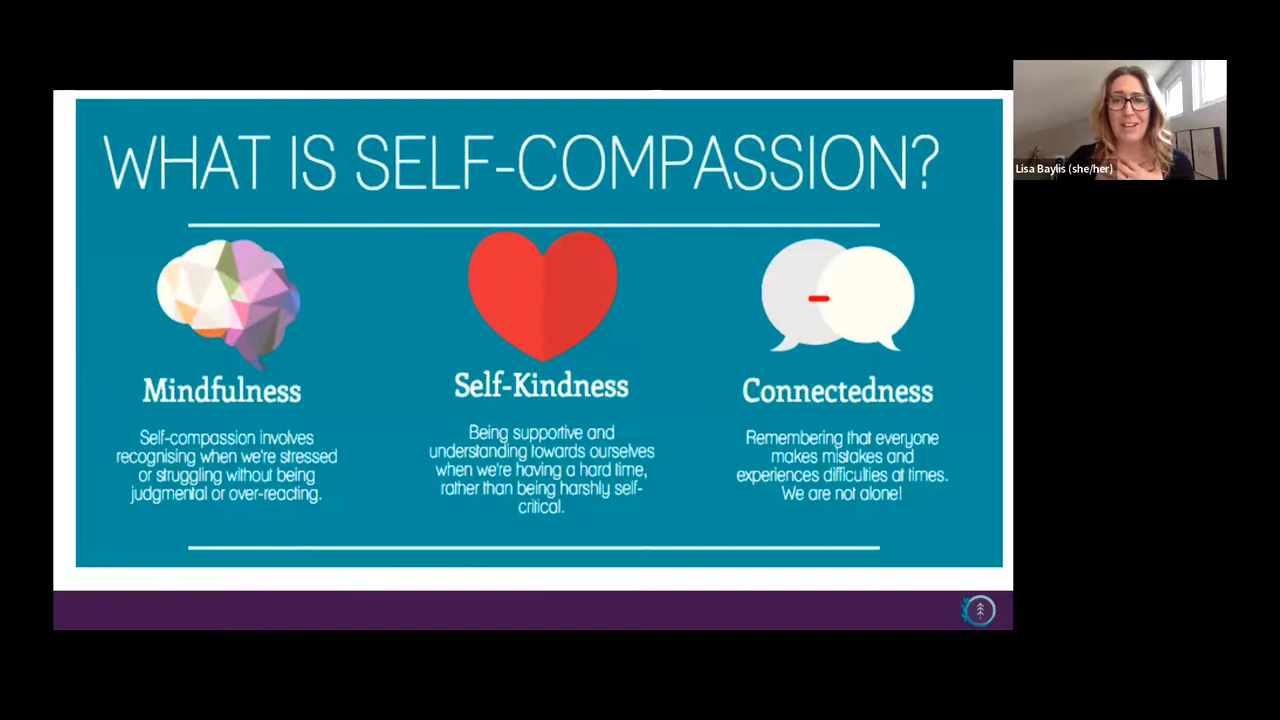 WHAT IS SELF-COMPASSION?
Mindfulness
Self-compassion involves
recognising when we're stressed
or struggling without being
judgmental or over-reacting.
Self-Kindness
Being supportive and
understanding towards ourselves
when we're having a hard time,
rather than being harshly self-
critical.
Connectedness
Remembering that everyone
makes mistakes and
experiences difficulties at times.
We are not alone!
Lisa Baylis (she/her)